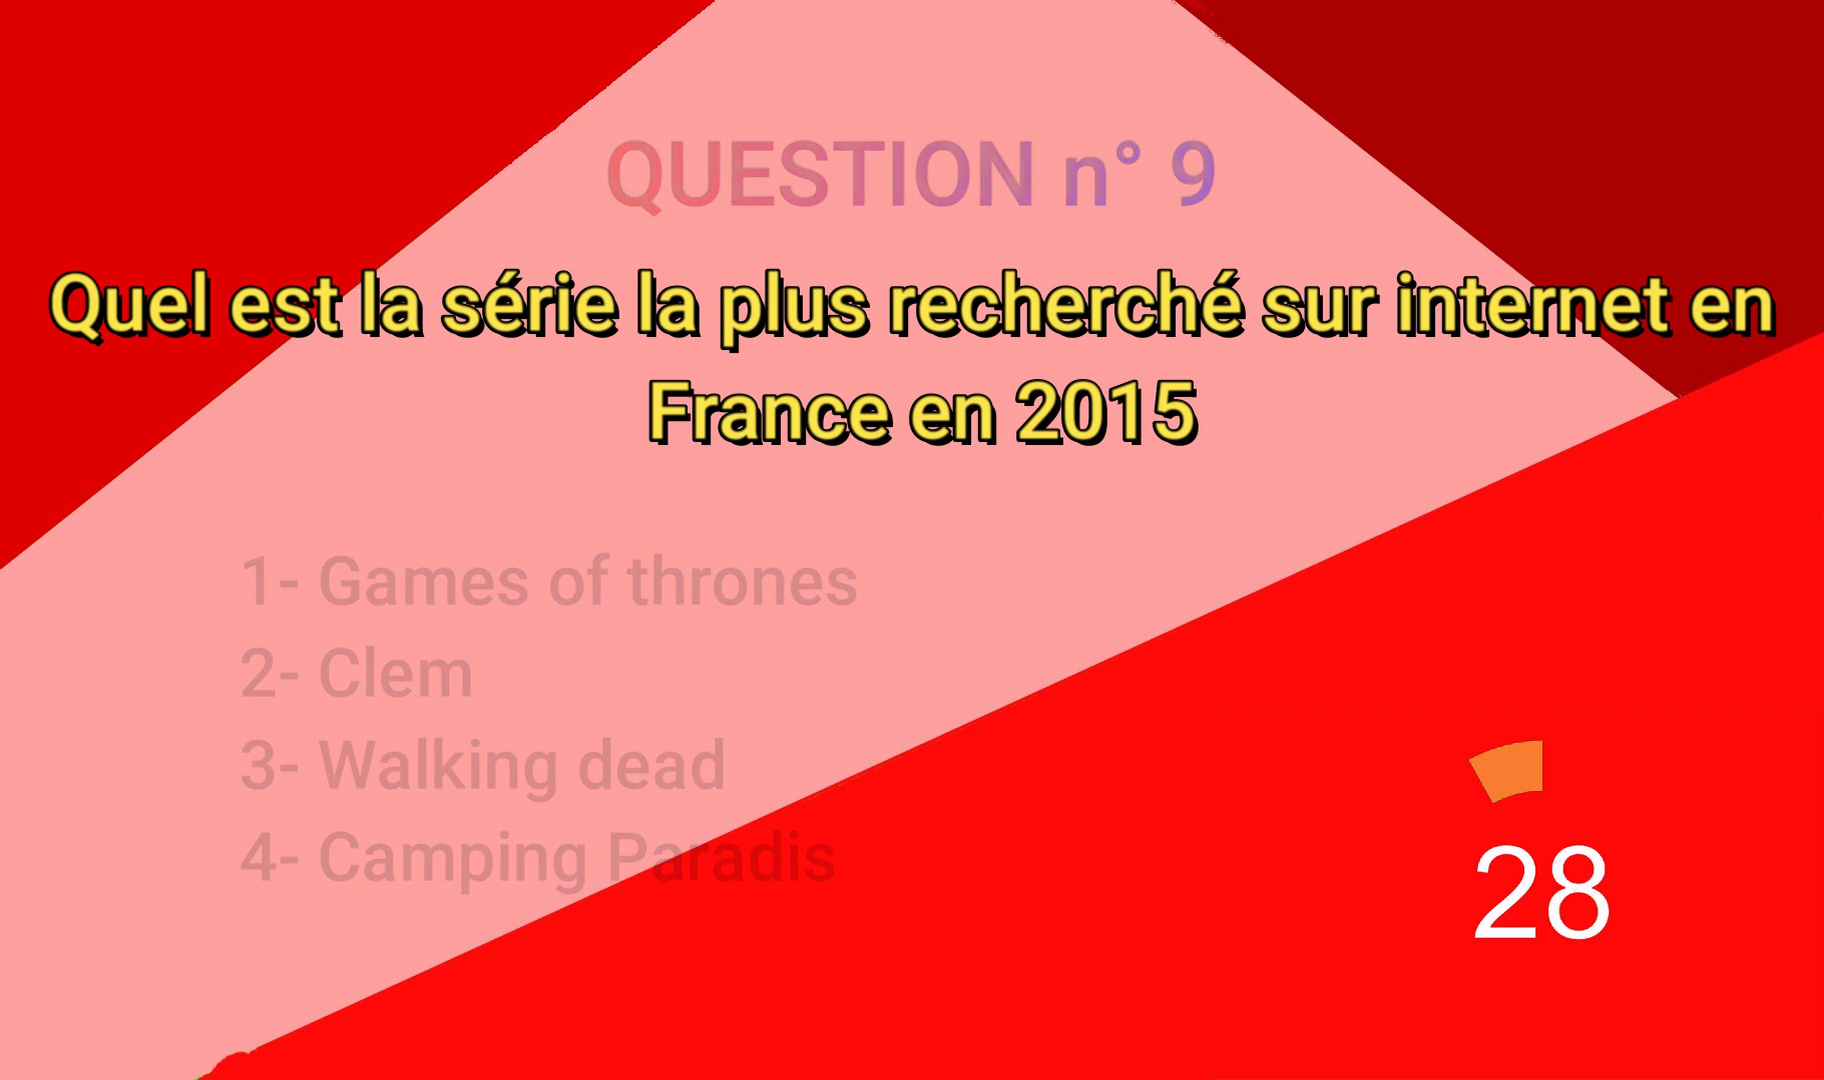 QUESTION n° 9
Quel est la série la plus recherché sur internet en
France en 2015
1- Games of thrones
2- Clem
3- Walking dead
4- Camping Paradis
28